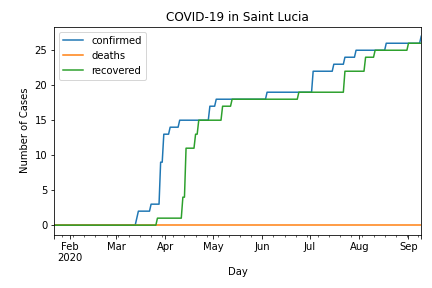 COVID-19 in Saint Lucia
confirmed
deaths
recovered
Number of Cases
25
20
15
10
5
0
Feb Mar Apr May Jun Jul Aug Sep
2020
Day